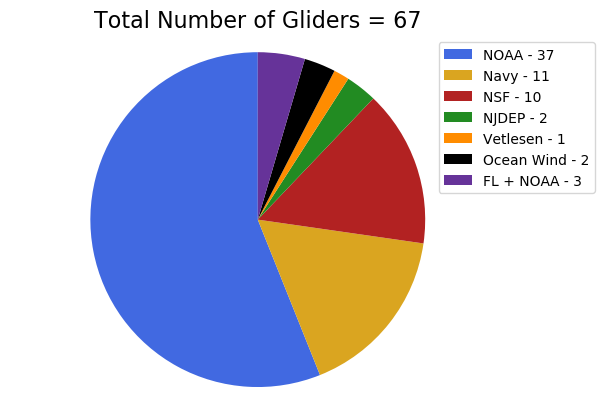 Total Number of Gliders = 67
NOAA - 37
Navy - 11
NSF - 10
NJDEP - 2
Vetlesen - 1
Ocean Wind - 2
FL + NOAA - 3